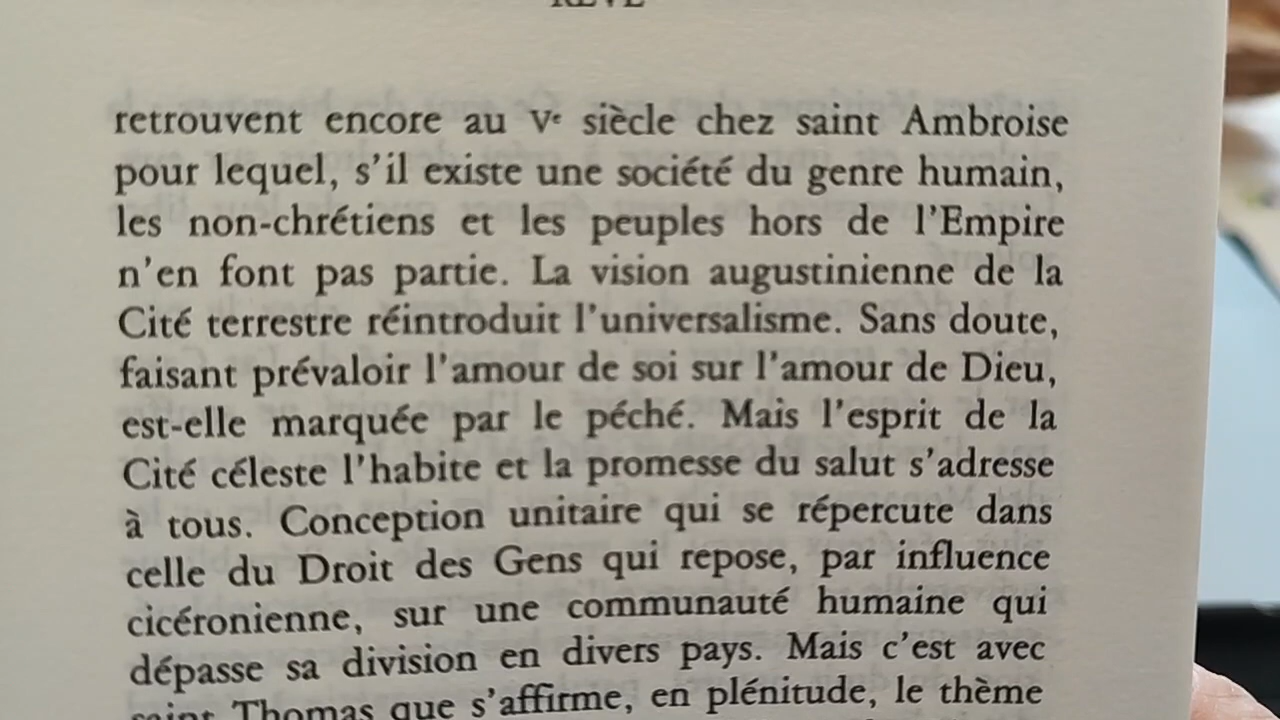 RÊVE
retrouvent encore au Vᵉ siècle chez saint Ambroise
pour lequel, s'il existe une société du genre humain,
les non-chrétiens et les peuples hors de l'Empire
n'en font pas partie. La vision augustinienne de la
Cité terrestre réintroduit l'universalisme. Sans doute,
faisant prévaloir l'amour de soi sur l'amour de Dieu,
est-elle marquée par le péché. Mais l'esprit de la
Cité céleste l'habite et la promesse du salut s'adresse
à tous. Conception unitaire qui se répercute dans
celle du Droit des Gens qui repose, par influence
cicéronienne, sur une communauté humaine qui
dépasse sa division en divers pays. Mais c'est avec
saint Thomas que s'affirme, en plénitude, le thème